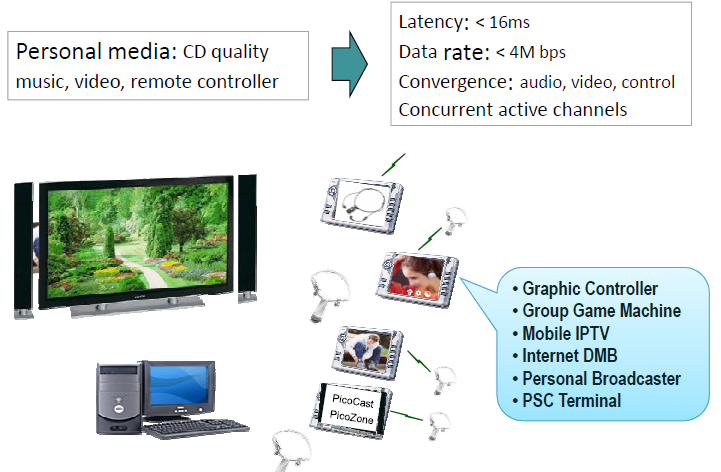 Personal media: CD quality
music, video, remote controller
Latency: < 16ms
Data rate: < 4M bps
Convergence: audio, video, control
Concurrent active channels
• Graphic Controller
• Group Game Machine
• Mobile IPTV
• Internet DMB
• Personal Broadcaster
• PSC Terminal
PicoCast
PicoZone